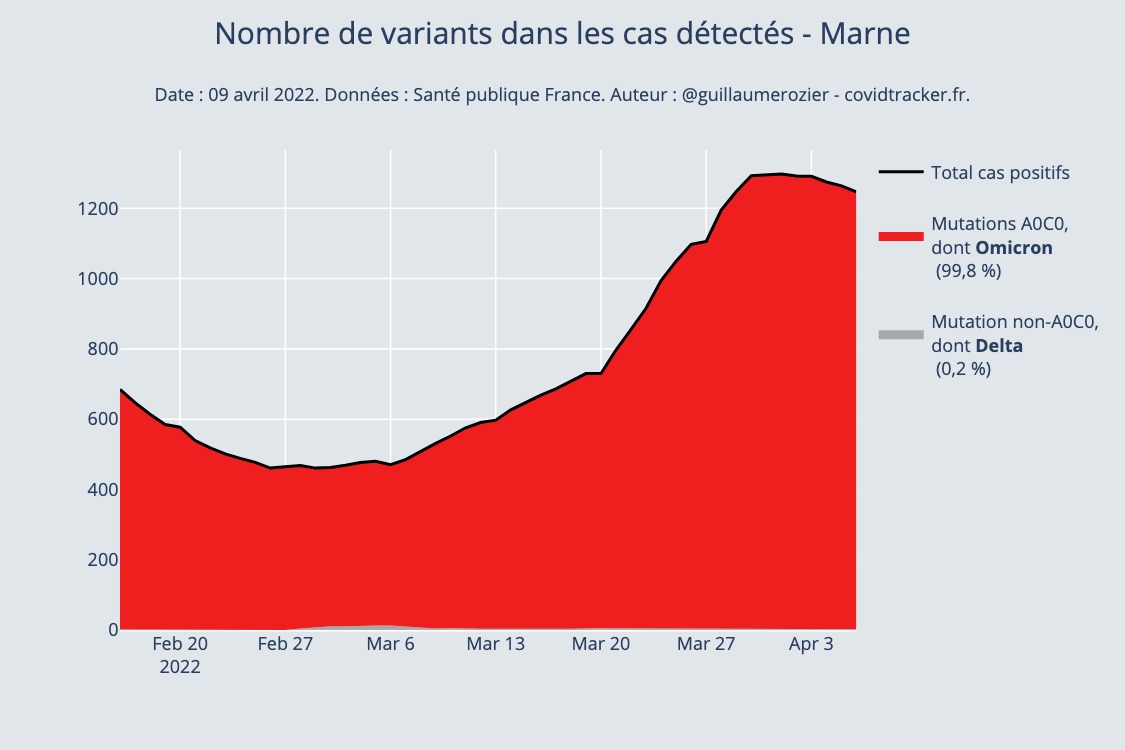 Nombre de variants dans les cas détectés - Marne
Date : 09 avril 2022. Données : Santé publique France. Auteur : @guillaumerozier - covidtracker.fr.
Total cas positifs
Mutations A0C0,
dont Omicron
(99,8 %)
Mutation non-A0C0,
dont Delta
(0,2 %)
1200
1000
800
600
400
200
0
Feb 20 Feb 27 Mar 6 Mar 13 Mar 20 Mar 27 Apr 3
2022